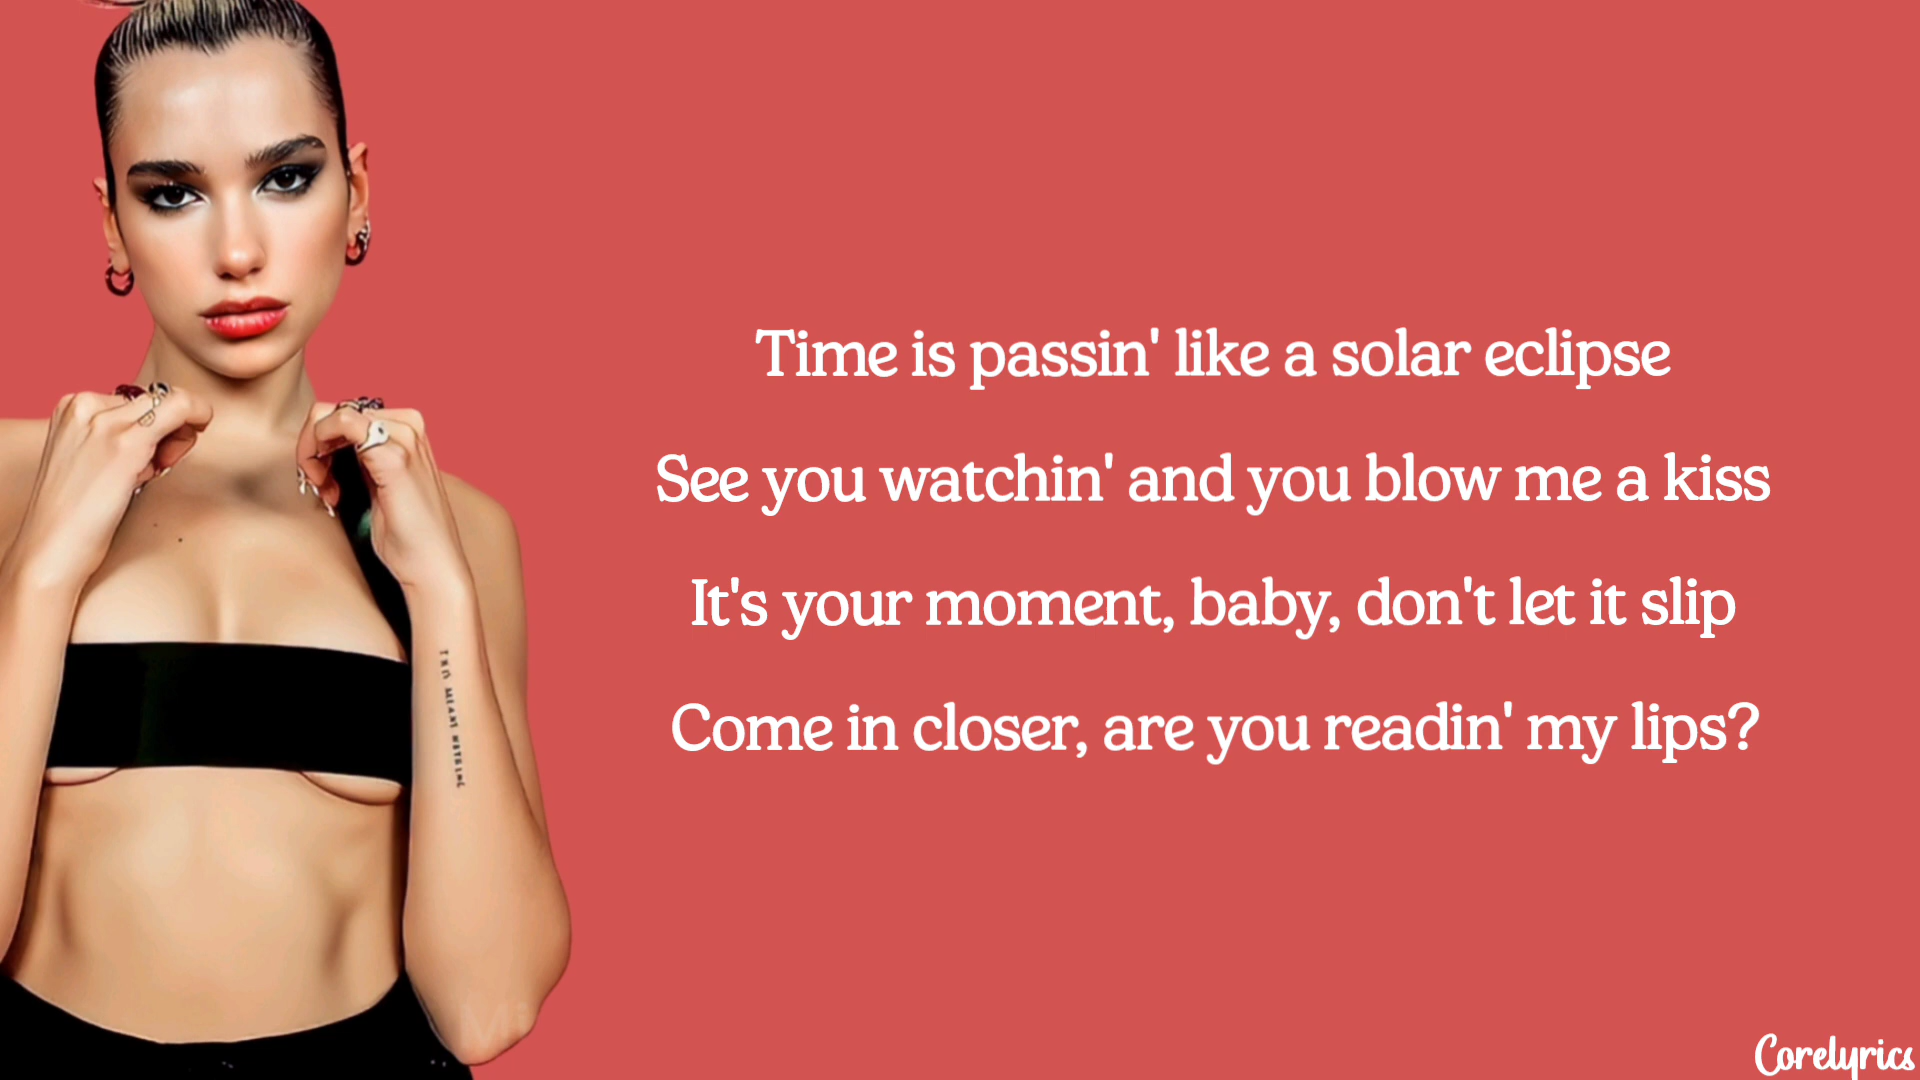 Time is passin' like a solar eclipse
See you watchin' and you blow me a kiss
It's your moment, baby, don't let it slip
Come in closer, are you readin' my lips?
Corelyrics